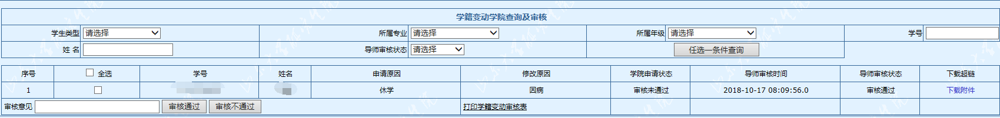 学籍变动学院查询及审核
学生类型 请选择 所属专业 请选择 所属年级 请选择 学号
姓 名 导师审核状态 请选择 任选一条件查询
序号 全选 学号 姓名 申请原因 修改原因 学院申请状态 导师审核时间 导师审核状态 下载超链
1 休学 因病 审核未通过 2018-10-17 08:09:56.0 审核通过 下载附件
审核意见 审核通过 审核不通过 打印学籍变动审核表